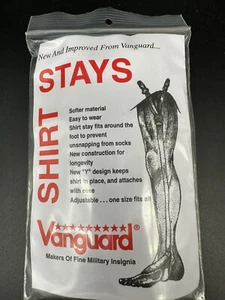 New And Improved From Vanguard...
SHIRT
STAYS
Softer material
Easy to wear
Shirt stay fits around the
foot to prevent
unsnapping from socks
New construction for
longevity
New "Y" design keeps
shirt in place, and attaches
with ease
Adjustable . . . one size fits all
Vanguard®
Makers Of Fine Military Insignia